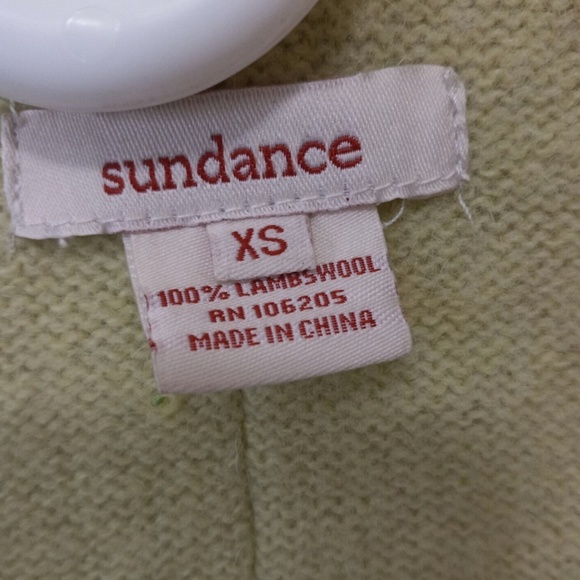 sundance
XS
100% LAMBSWOOL
RN 106205
MADE IN CHINA